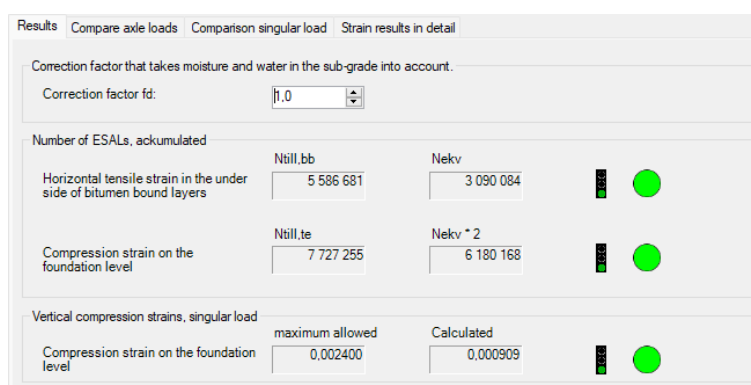 Results Compare axle loads Comparison singular load Strain results in detail
Correction factor that takes moisture and water in the sub-grade into account.
Correction factor fd: 1,0
Number of ESALs, ackumulated
Ntill,bb Nekv
Horizontal tensile strain in the under
side of bitumen bound layers
5 586 681 3 090 084
Ntill,te Nekv * 2
Compression strain on the
foundation level
7 727 255 6 180 168
Vertical compression strains, singular load
maximum allowed Calculated
Compression strain on the foundation
level
0,002400 0,000909